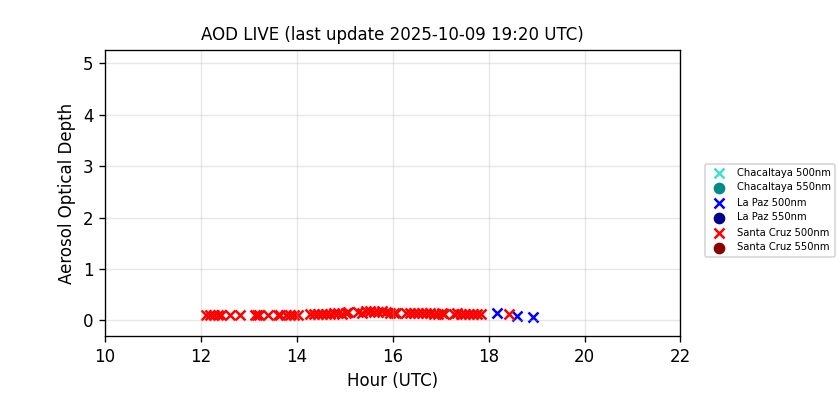 AOD LIVE (last update 2025-10-09 19:20 UTC)
5
4
3
2
1
0
Aerosol Optical Depth
10 12 14 16 18 20 22
Hour (UTC)
Chacaltaya 500nm
Chacaltaya 550nm
La Paz 500nm
La Paz 550nm
Santa Cruz 500nm
Santa Cruz 550nm